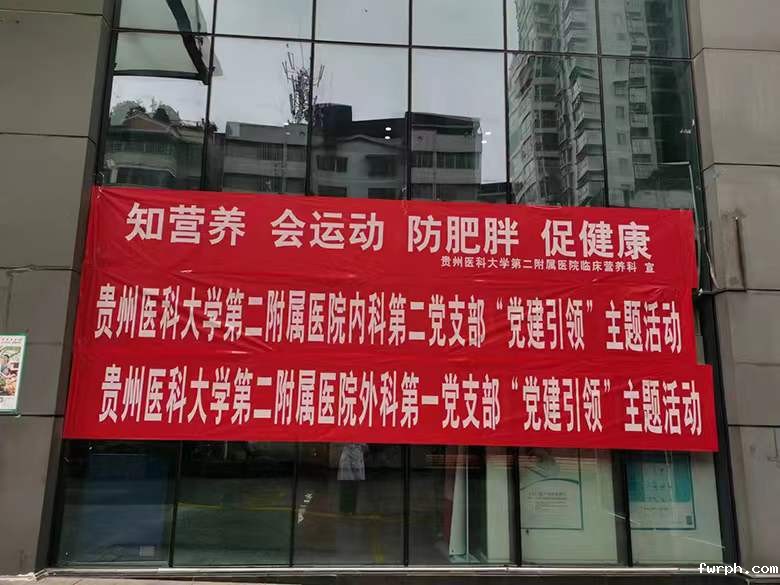 知营养 会运动 防肥胖 促健康
贵州医科大学第二附属医院临床营养科 宣
贵州医科大学第二附属医院内科第二党支部“党建引领”主题活动
贵州医科大学第二附属医院外科第一党支部“党建引领”主题活动
fwrph.com